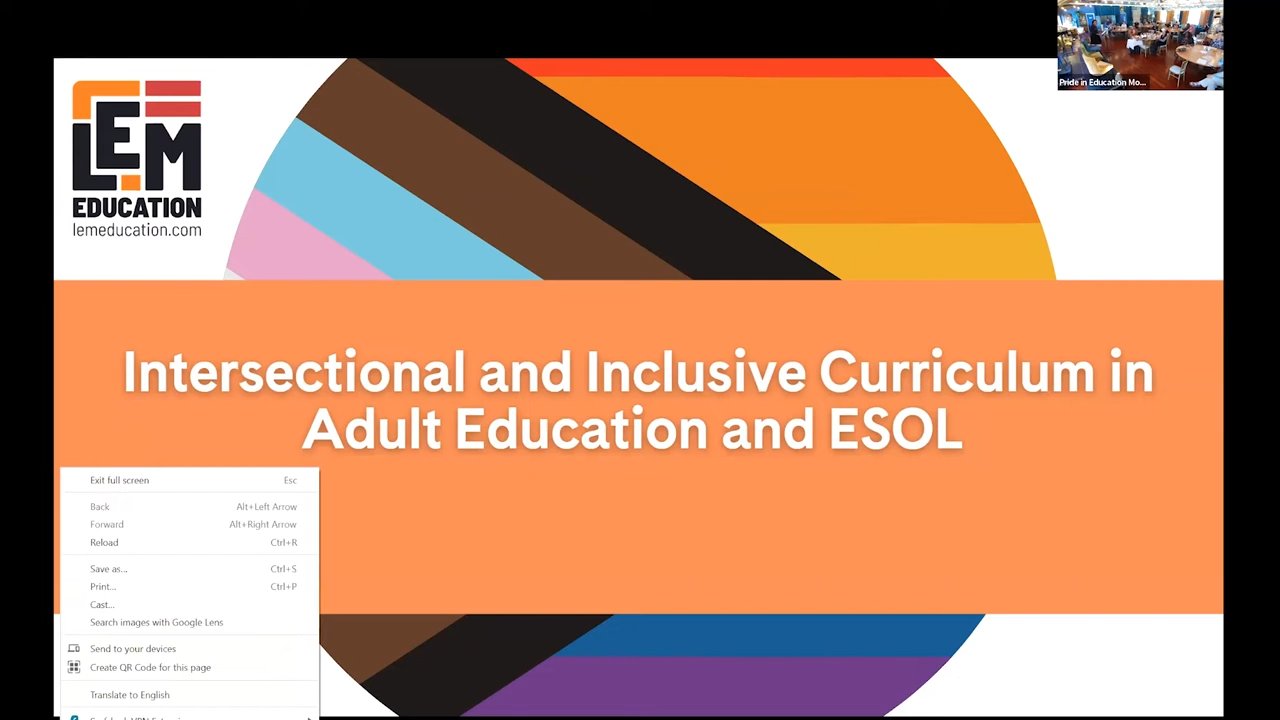 Pride in Education Mo...
LEM
EDUCATION
lemeducation.com
Intersectional and Inclusive Curriculum in
Adult Education and ESOL
Exit full screen Esc
Back Alt+Left Arrow
Forward Alt+Right Arrow
Reload Ctrl+R
Save as... Ctrl+S
Print... Ctrl+P
Cast...
Search images with Google Lens
Send to your devices
Create QR Code for this page
Translate to English